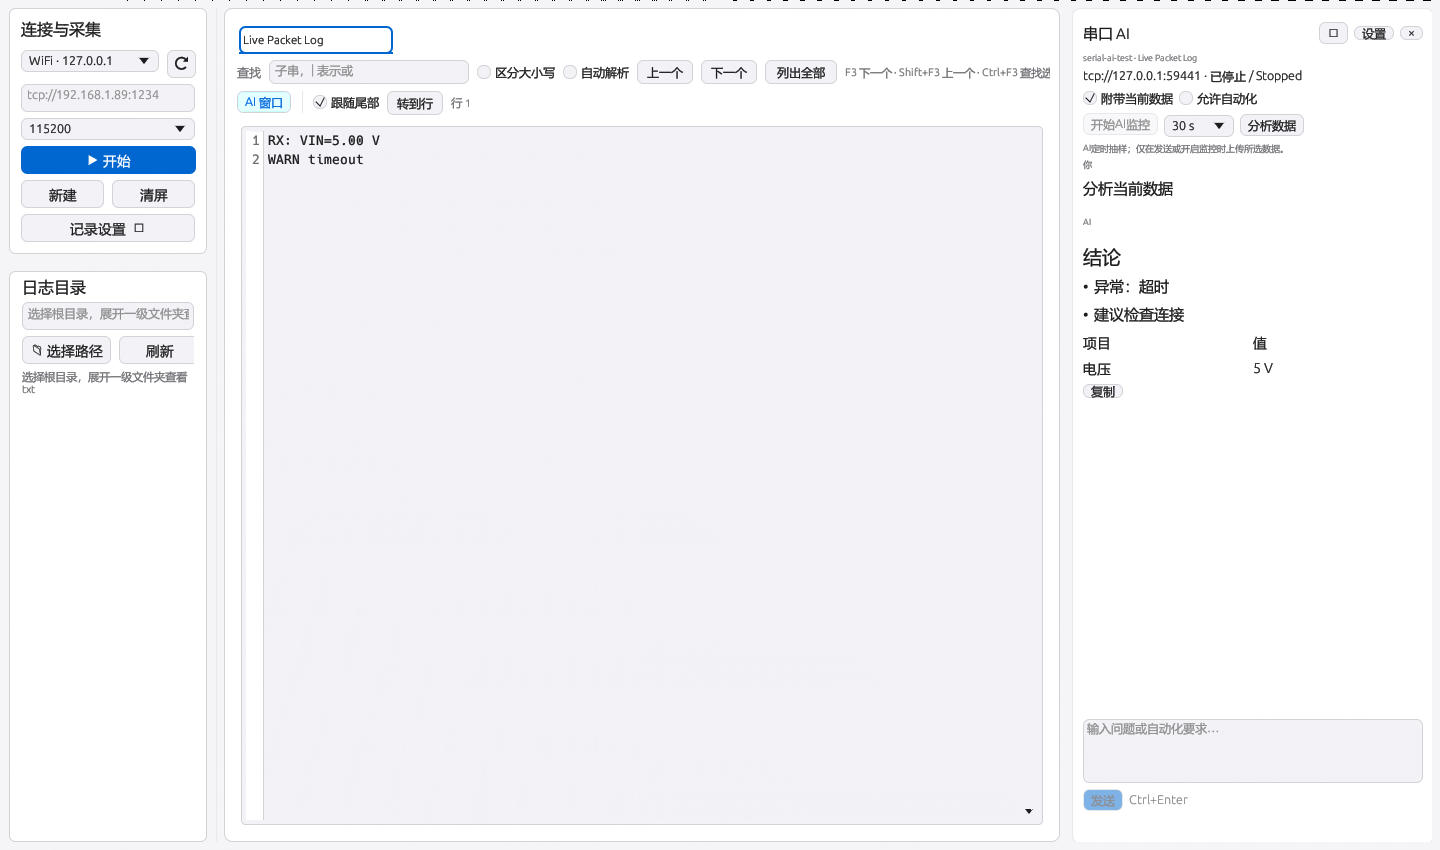 连接与采集
WiFi · 127.0.0.1
tcp://192.168.1.89:1234
115200
开始
新建
清屏
记录设置
日志目录
选择根目录，展开一级文件夹
选择路径
刷新
选择根目录，展开一级文件夹查看
txt
Live Packet Log
查找
子串，| 表示或
区分大小写
自动解析
上一个
下一个
列出全部
F3 下一个 · Shift+F3 上一个 · Ctrl+F3 查找
AI 窗口
跟随尾部
转到行
行 1
1 RX: VIN=5.00 V
2 WARN timeout
串口 AI
设置
×
serial-ai-test · Live Packet Log
tcp://127.0.0.1:59441 · 已停止 / Stopped
附带当前数据
允许自动化
开始AI监控
30 s
分析数据
AI定时抽样；仅在发送或开启监控时上传所选数据。
你
分析当前数据
AI
结论
• 异常：超时
• 建议检查连接
项目 值
电压 5 V
复制
输入问题或自动化要求…
发送
Ctrl+Enter